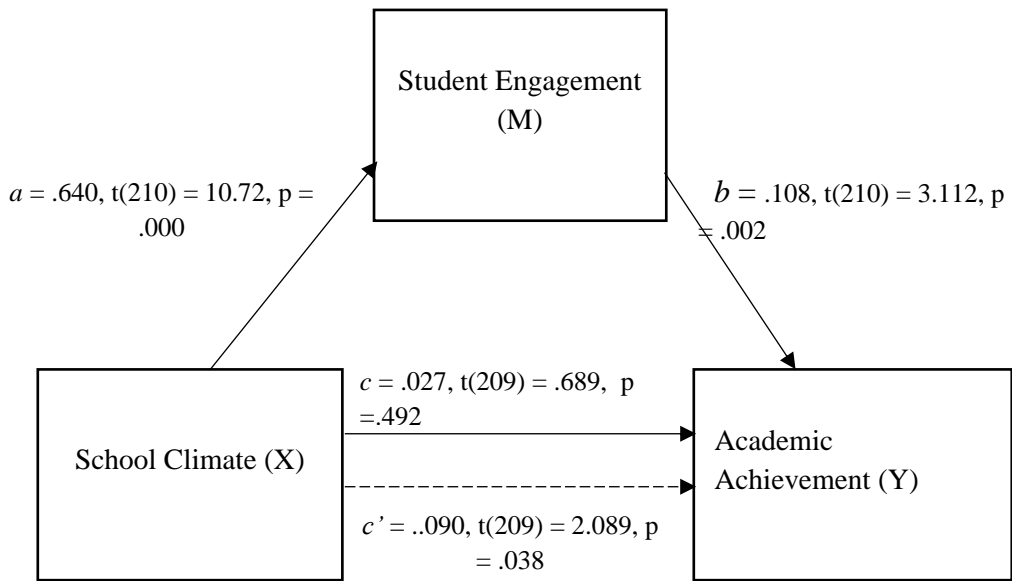 Student Engagement
(M)
a = .640, t(210) = 10.72, p =
.000
b = .108, t(210) = 3.112, p
= .002
c = .027, t(209) = .689, p
=.492
School Climate (X)
Academic
Achievement (Y)
c’ = ..090, t(209) = 2.089, p
= .038